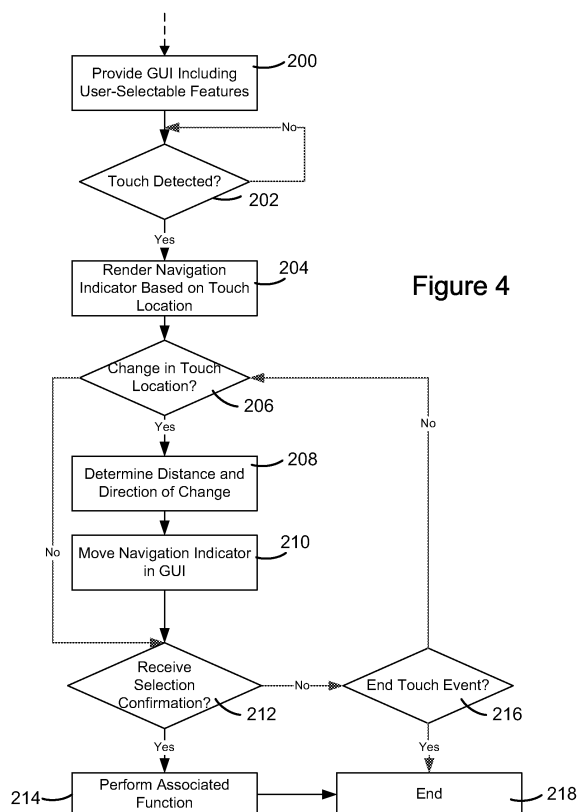 Provide GUI Including
User-Selectable Features
200
No
Touch Detected?
202
Yes
Render Navigation
Indicator Based on Touch
Location
204
Figure 4
Change in Touch
Location?
206
Yes
No
Determine Distance and
Direction of Change
208
Move Navigation Indicator
in GUI
210
No
Receive
Selection
Confirmation?
212
No
End Touch Event?
216
Yes
Yes
214
Perform Associated
Function
End
218